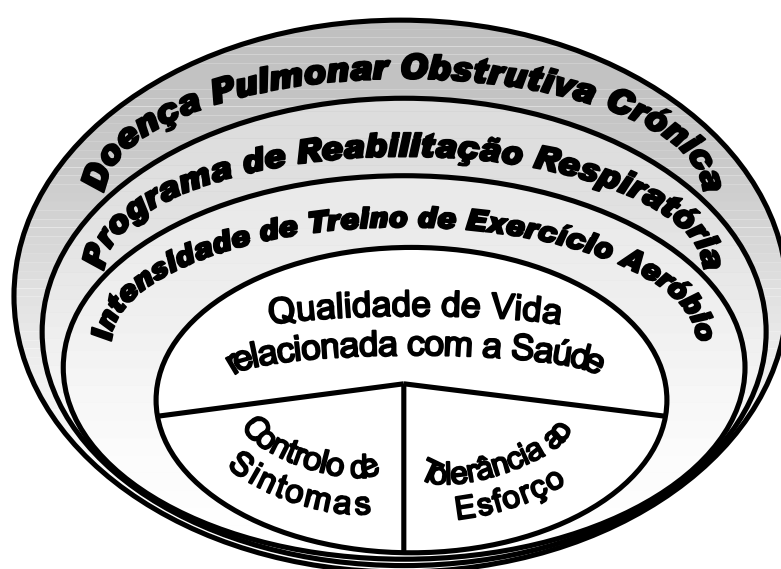 Doença Pulmonar Obstrutiva Crónica
Programa de Reabilitação Respiratória
Intensidade de Treino de Exercício Aeróbio
Qualidade de Vida
relacionada com a Saúde
Controlo de
Sintomas
Tolerância ao
Esforço